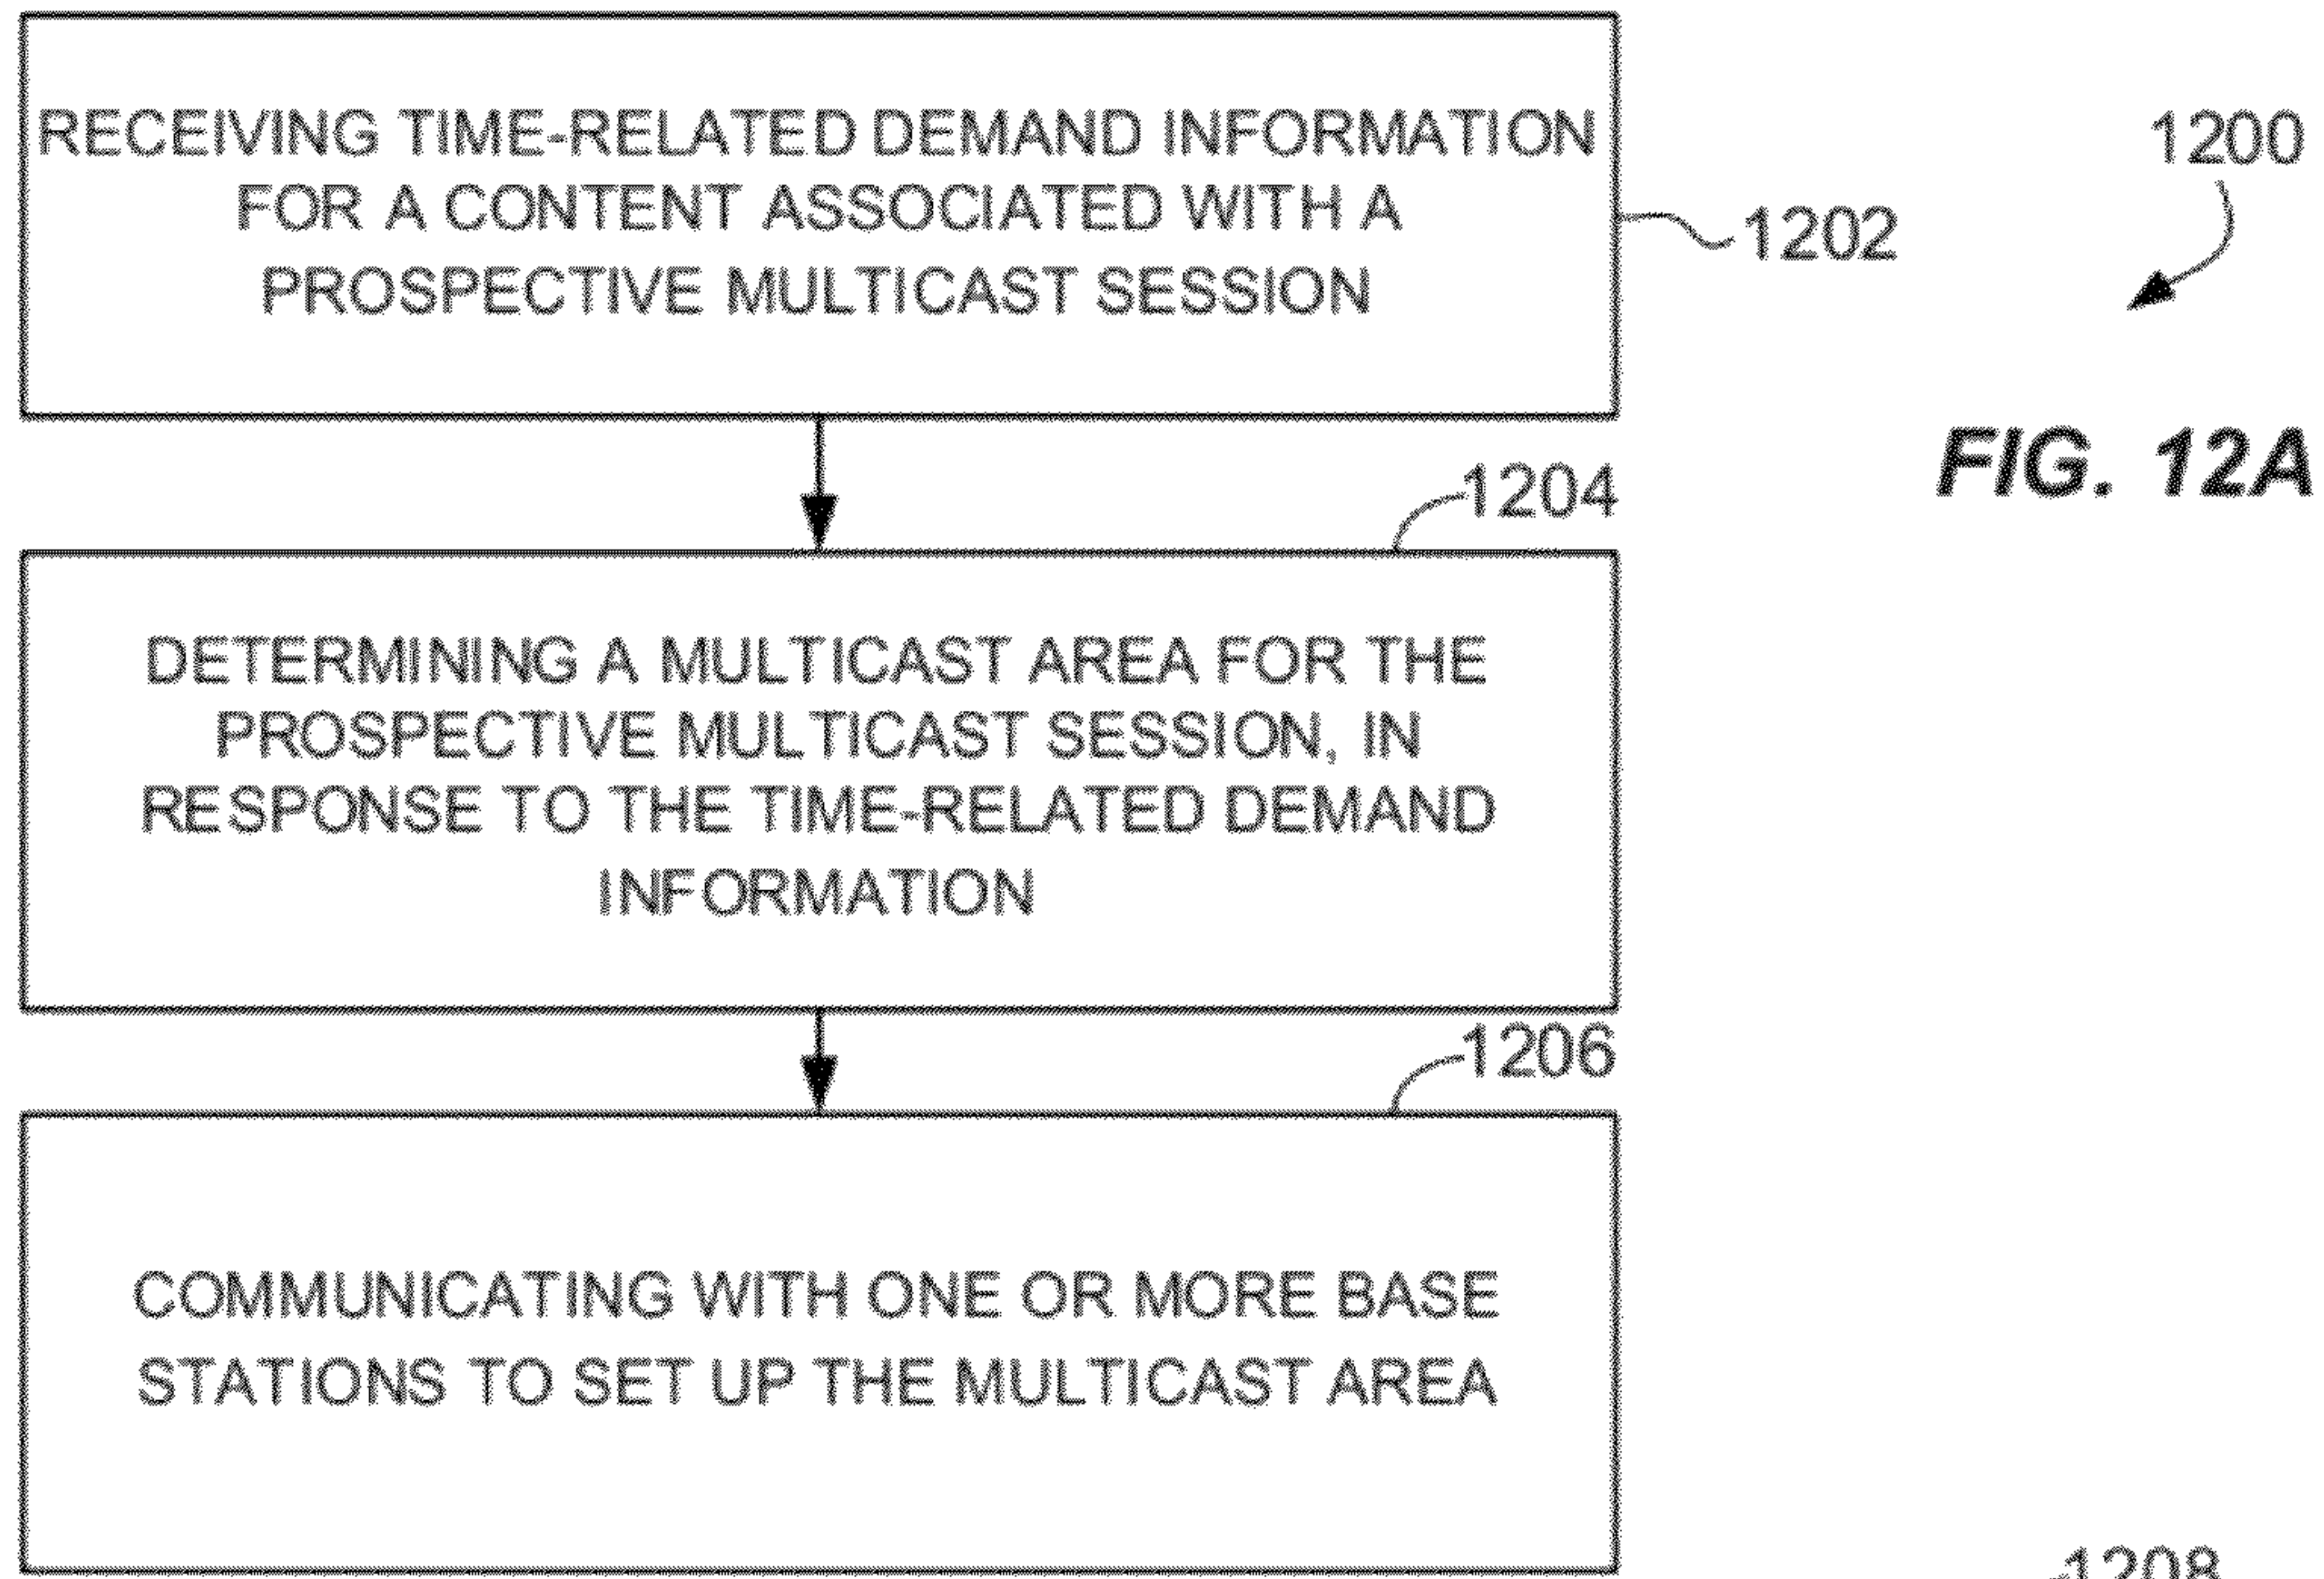 RECEIVING TIME-RELATED DEMAND INFORMATION
FOR A CONTENT ASSOCIATED WITH A
PROSPECTIVE MULTICAST SESSION
1202
1200
FIG. 12A
1204
DETERMINING A MULTICAST AREA FOR THE
PROSPECTIVE MULTICAST SESSION, IN
RESPONSE TO THE TIME-RELATED DEMAND
INFORMATION
1206
COMMUNICATING WITH ONE OR MORE BASE
STATIONS TO SET UP THE MULTICAST AREA
1208